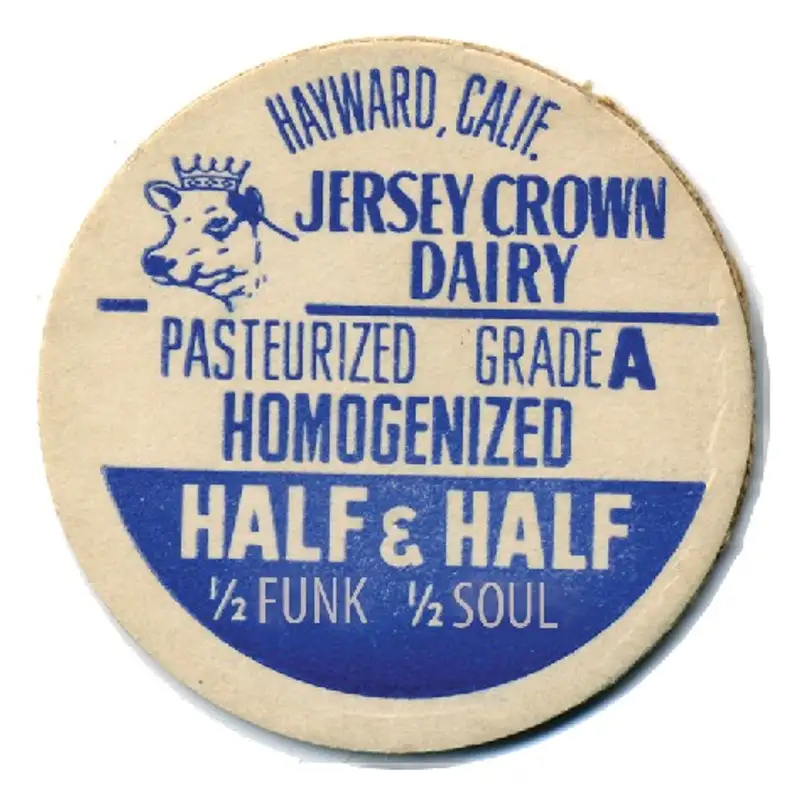 HAYWARD, CALIF.
JERSEY CROWN
DAIRY
PASTEURIZED GRADE A
HOMOGENIZED
HALF & HALF
½ FUNK ½ SOUL